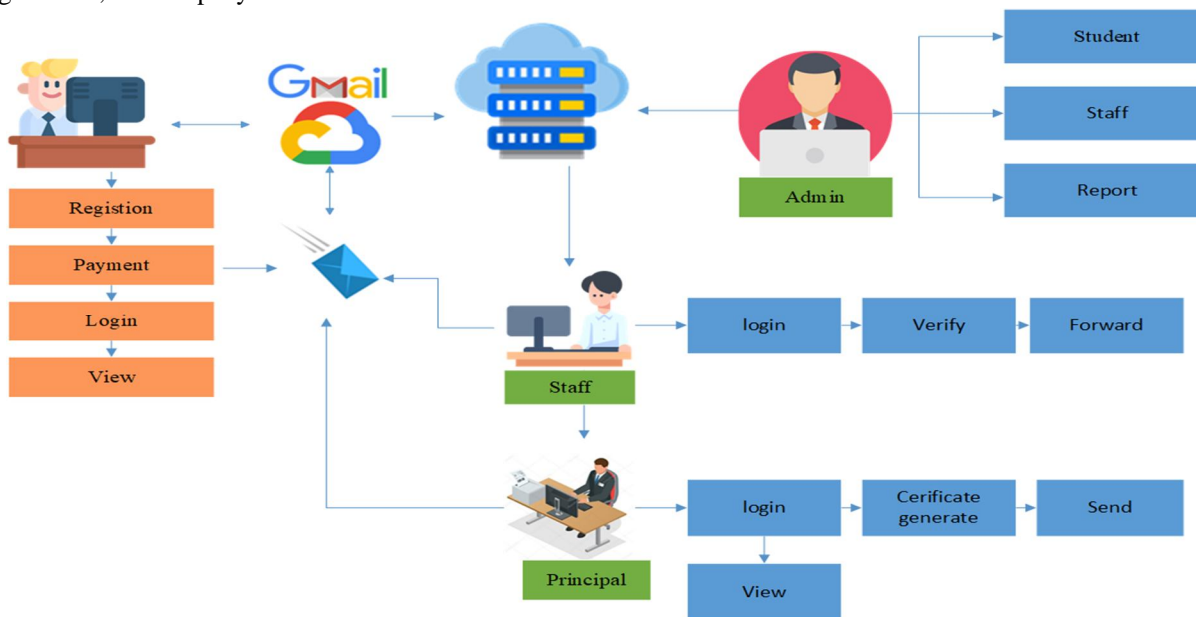 GMail
Student
Staff
Report
Admin
Registion
Payment
Login
View
login
Verify
Forward
Staff
login
Cerificate
generate
Send
Principal
View